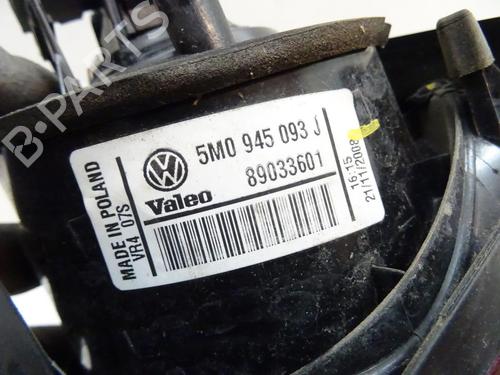 B-PARTS
5M0 945 093 J
Valeo 89033601
MADE IN POLAND
VR4 07S
16:15
21/11/2008